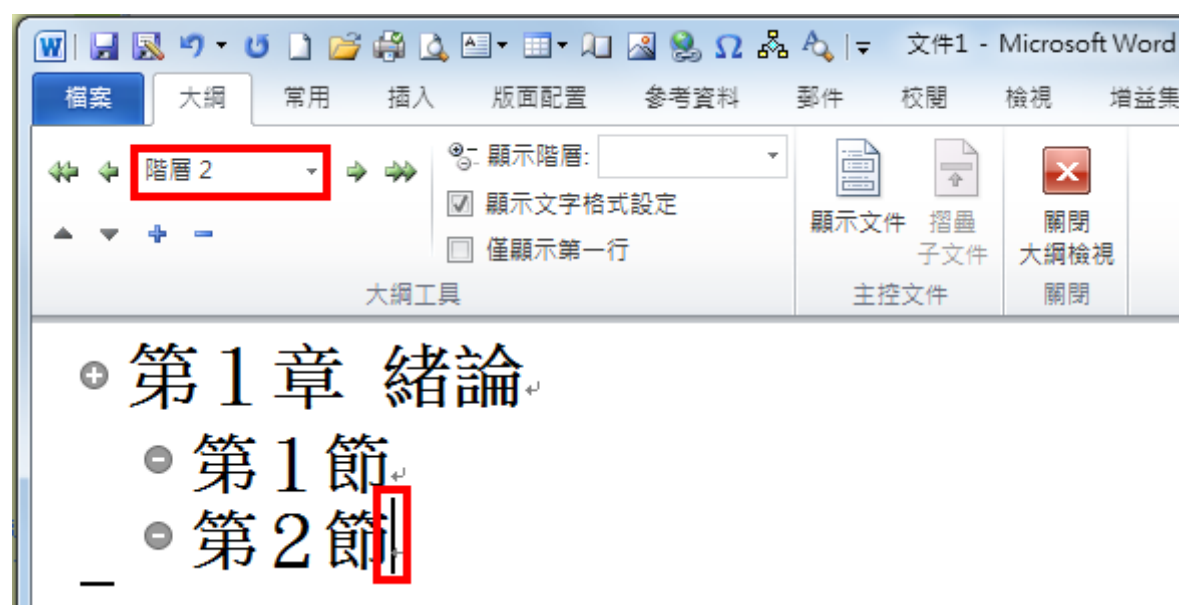 文件1 - Microsoft Word
檔案 大綱 常用 插入 版面配置 參考資料 郵件 校閱 檢視 增益集
階層 2
顯示階層:
顯示文字格式設定
僅顯示第一行
大綱工具
顯示文件
摺疊
子文件
主控文件
關閉
大綱檢視
關閉
第1章 緒論
第1節
第2節